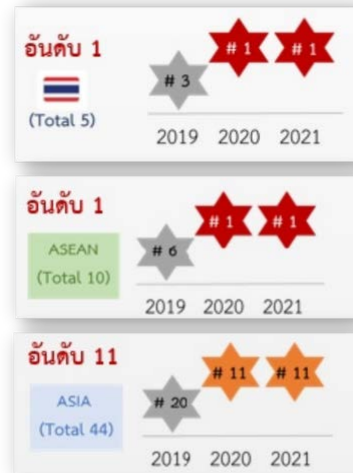 อันดับ 1
(Total 5)
# 3
# 1
# 1
2019 2020 2021
อันดับ 1
ASEAN
(Total 10)
# 6
# 1
# 1
2019 2020 2021
อันดับ 11
ASIA
(Total 44)
# 20
# 11
# 11
2019 2020 2021